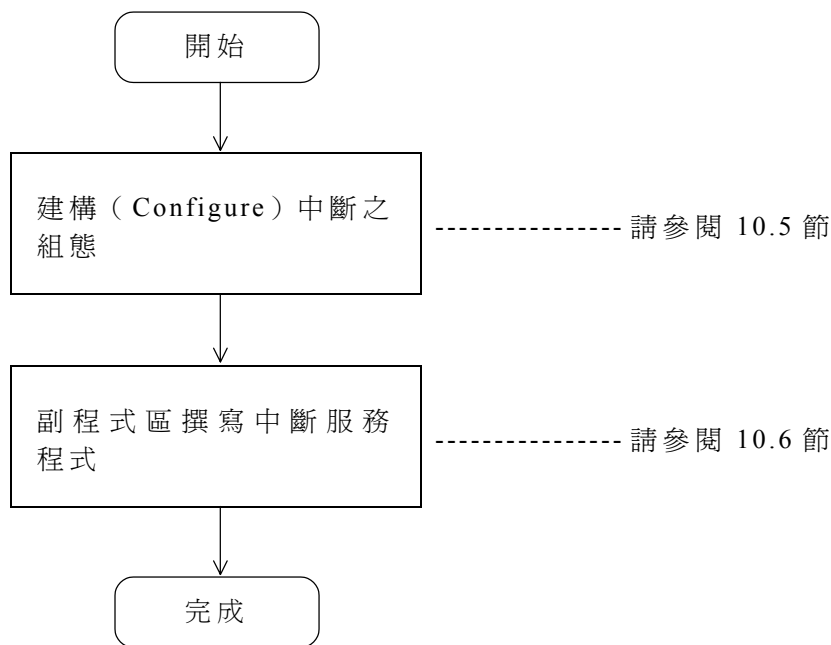 開始
建構（Configure）中斷之
組態
---------------- 請參閱 10.5 節
副程式區撰寫中斷服務
程式
---------------- 請參閱 10.6 節
完成